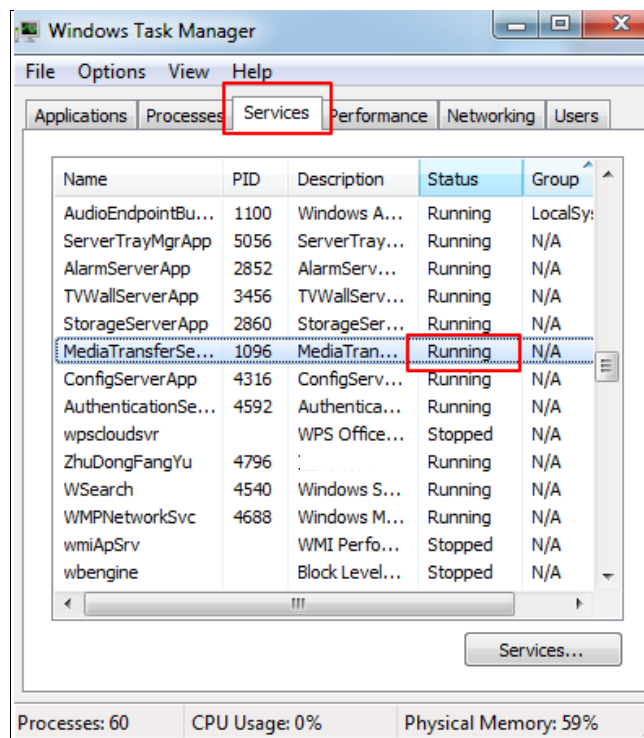 Windows Task Manager
File Options View Help
Applications Processes Services Performance Networking Users
Name PID Description Status Group
AudioEndpointBu... 1100 Windows A... Running LocalSy
ServerTrayMgrApp 5056 ServerTray... Running N/A
AlarmServerApp 2852 AlarmServ... Running N/A
TVWallServerApp 3456 TVWallServ... Running N/A
StorageServerApp 2860 StorageSer... Running N/A
MediaTransferSe... 1096 MediaTran... Running N/A
ConfigServerApp 4316 ConfigServ... Running N/A
AuthenticationSe... 4592 Authentica... Running N/A
wpscloudsvr WPS Office... Stopped N/A
ZhuDongFangYu 4796 Running N/A
WSearch 4540 Windows S... Running N/A
WMPNetworkSvc 4688 Windows M... Running N/A
wmiApSrv WMI Perfo... Stopped N/A
wbengine Block Level... Stopped N/A
Services...
Processes: 60 CPU Usage: 0% Physical Memory: 59%